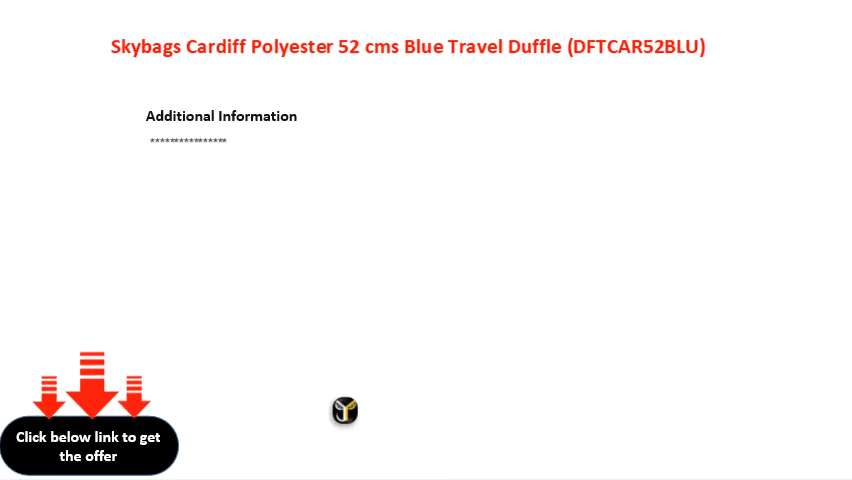 Skybags Cardiff Polyester 52 cms Blue Travel Duffle (DFTCAR52BLU)
Additional Information
****************
Click below link to get
the offer